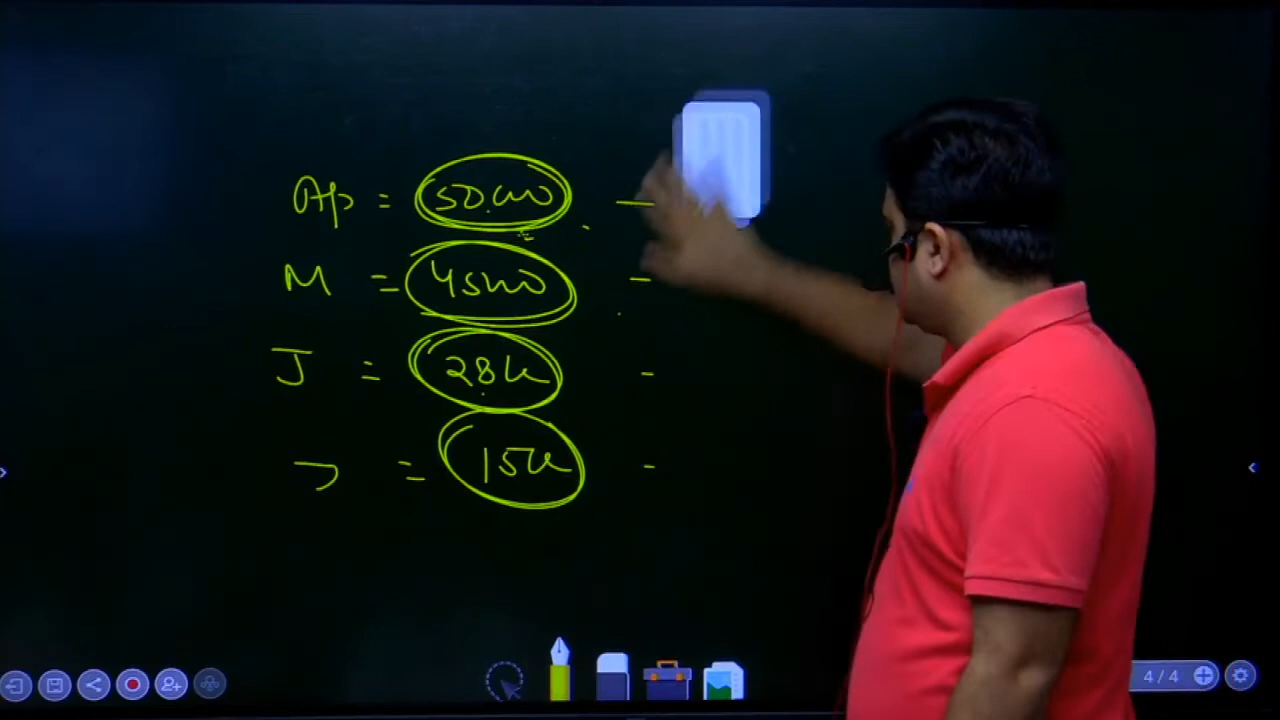 Ap = 50,000 -
M = 45000 -
J = 28k -
= 15k -
4/4